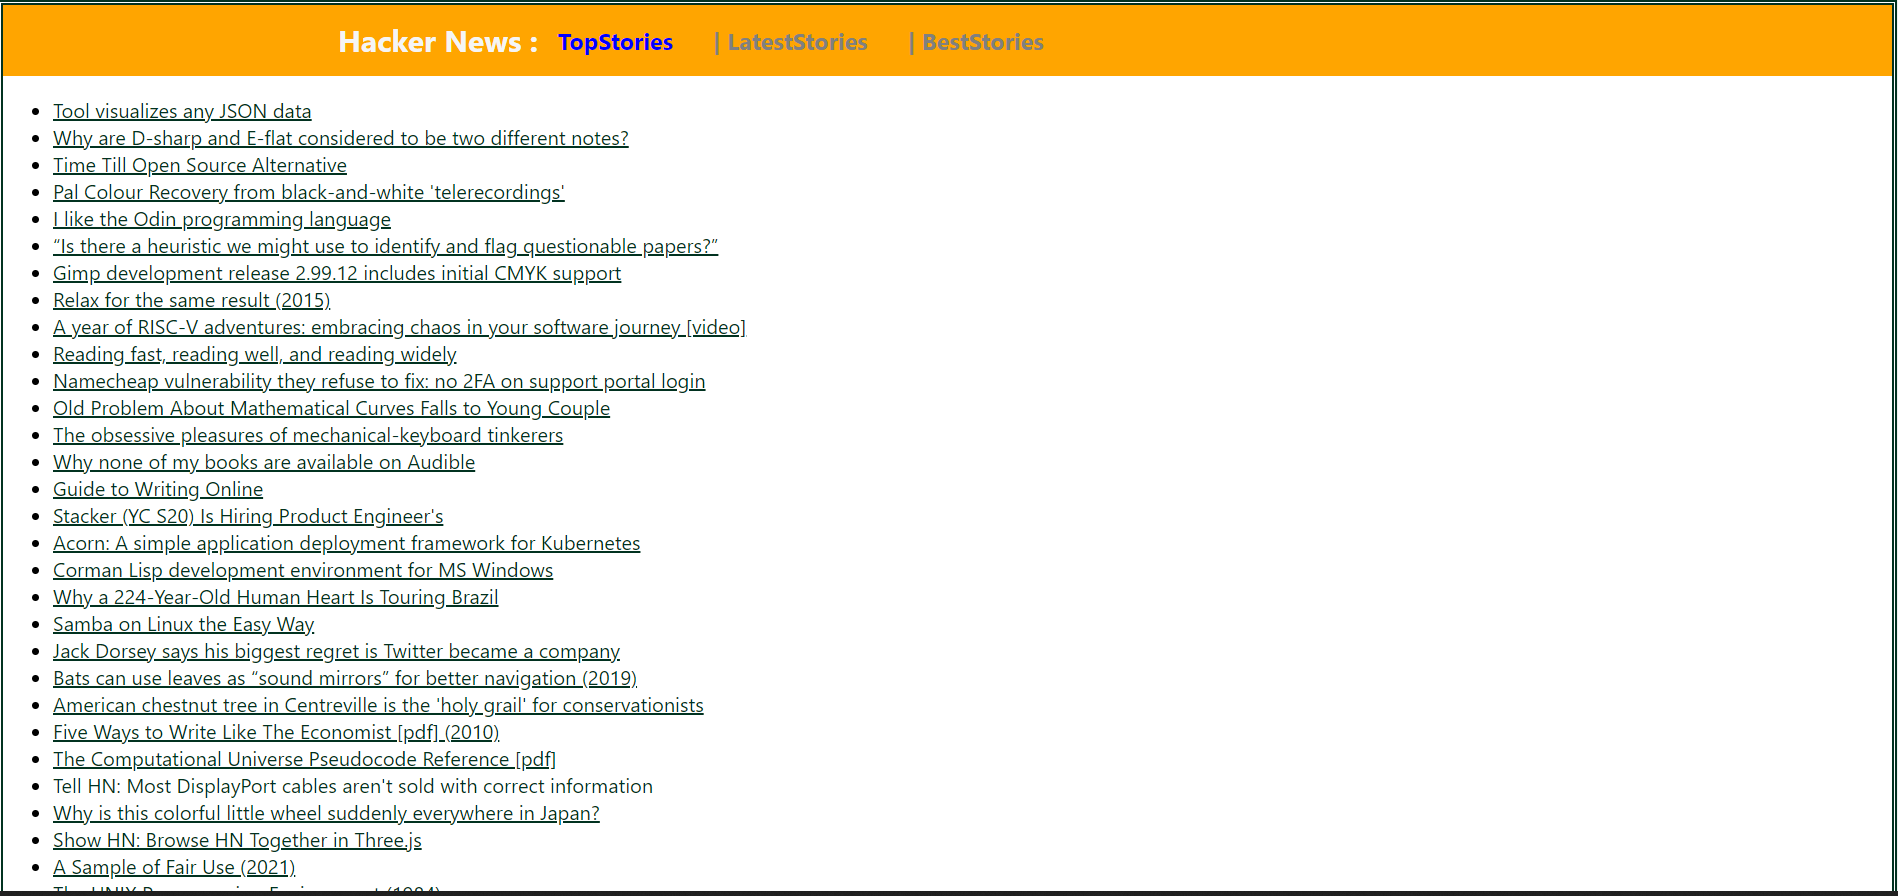 Hacker News : TopStories | LatestStories | BestStories
Tool visualizes any JSON data
Why are D-sharp and E-flat considered to be two different notes?
Time Till Open Source Alternative
Pal Colour Recovery from black-and-white 'telerecordings'
I like the Odin programming language
“Is there a heuristic we might use to identify and flag questionable papers?”
Gimp development release 2.99.12 includes initial CMYK support
Relax for the same result (2015)
A year of RISC-V adventures: embracing chaos in your software journey [video]
Reading fast, reading well, and reading widely
Namecheap vulnerability they refuse to fix: no 2FA on support portal login
Old Problem About Mathematical Curves Falls to Young Couple
The obsessive pleasures of mechanical-keyboard tinkerers
Why none of my books are available on Audible
Guide to Writing Online
Stacker (YC S20) Is Hiring Product Engineer's
Acorn: A simple application deployment framework for Kubernetes
Corman Lisp development environment for MS Windows
Why a 224-Year-Old Human Heart Is Touring Brazil
Samba on Linux the Easy Way
Jack Dorsey says his biggest regret is Twitter became a company
Bats can use leaves as “sound mirrors” for better navigation (2019)
American chestnut tree in Centreville is the 'holy grail' for conservationists
Five Ways to Write Like The Economist [pdf] (2010)
The Computational Universe Pseudocode Reference [pdf]
Tell HN: Most DisplayPort cables aren't sold with correct information
Why is this colorful little wheel suddenly everywhere in Japan?
Show HN: Browse HN Together in Three.js
A Sample of Fair Use (2021)